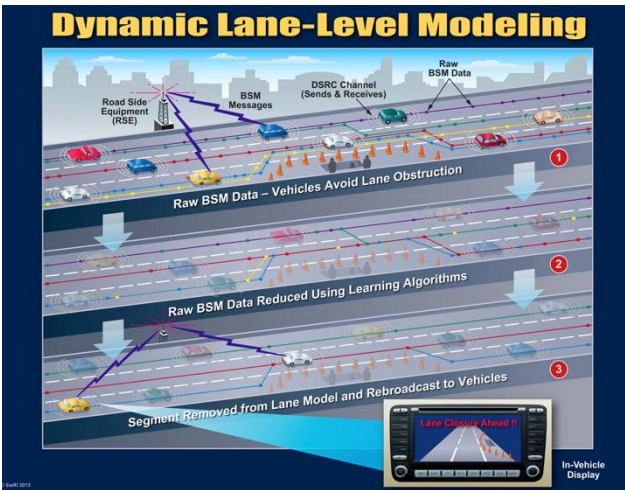 Dynamic Lane-Level Modeling
Road Side
Equipment
(RSE)
BSM
Messages
DSRC Channel
(Sends & Receives)
Raw
BSM Data
1
Raw BSM Data – Vehicles Avoid Lane Obstruction
2
Raw BSM Data Reduced Using Learning Algorithms
3
Segment Removed from Lane Model and Rebroadcast to Vehicles
Lane Closure Ahead !!
In-Vehicle
Display
SwRI 2013